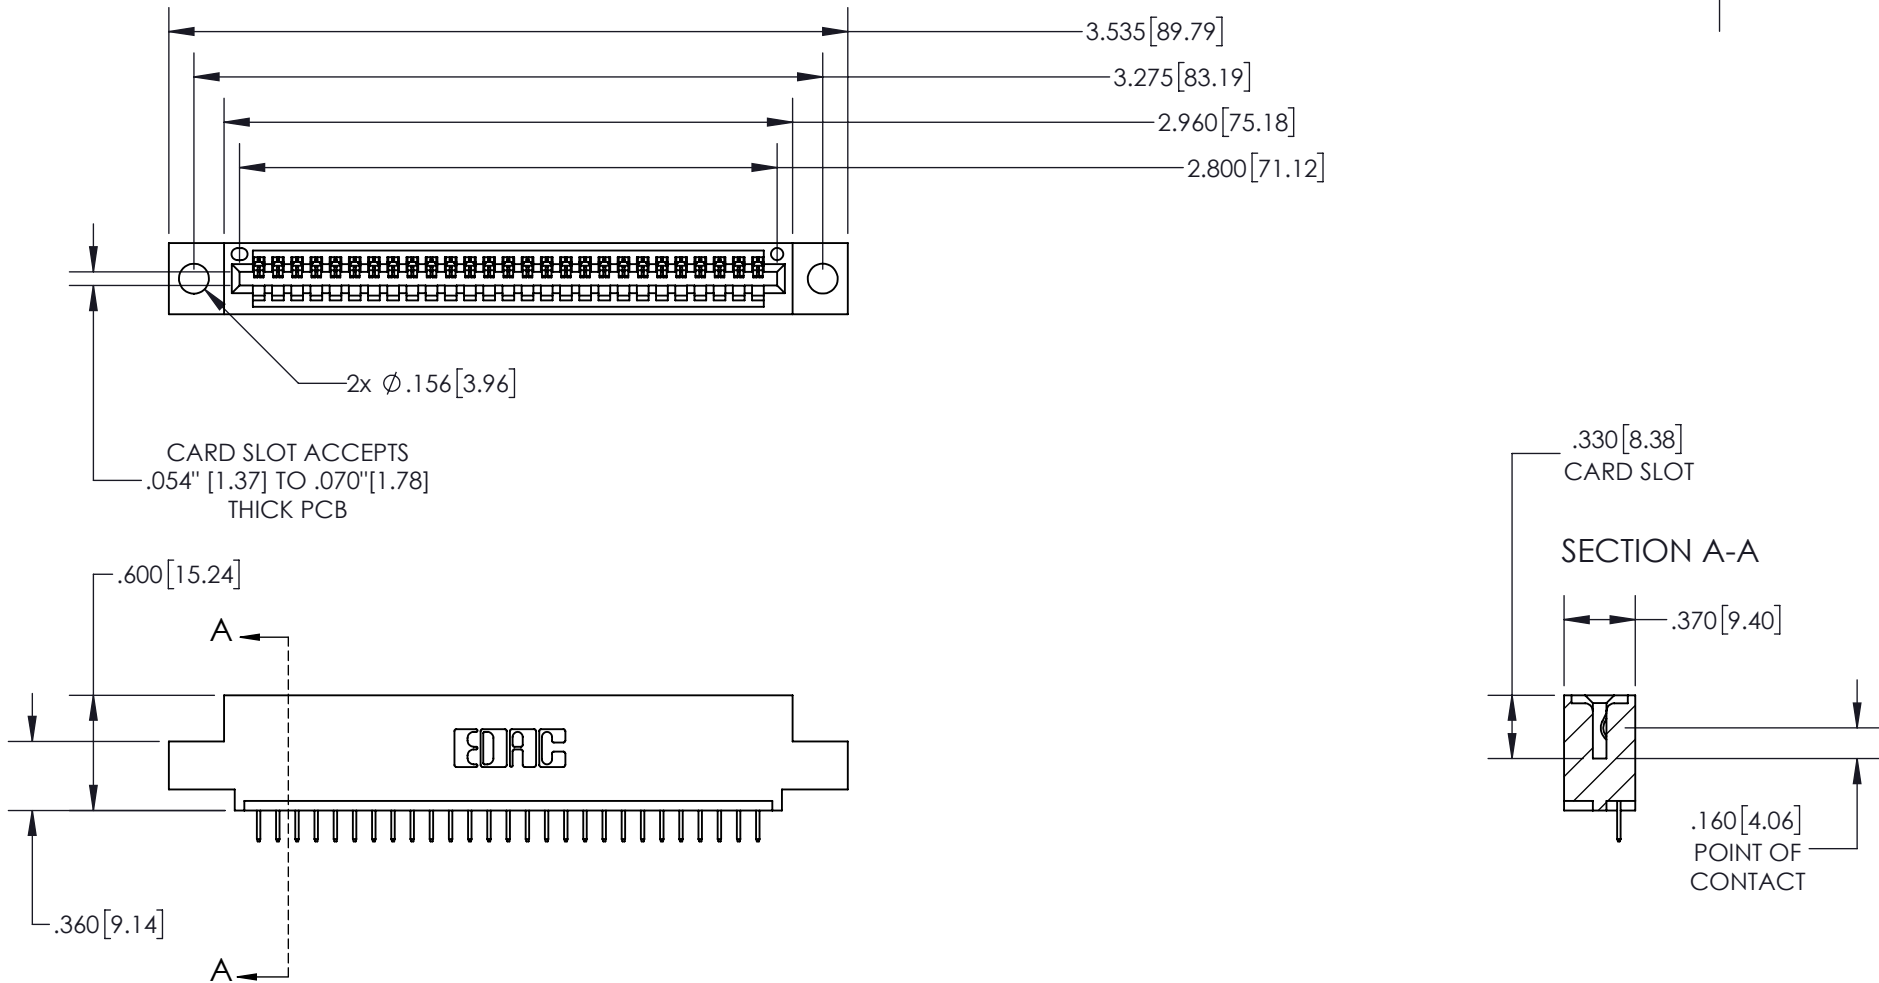 3.535[89.79]
3.275[83.19]
2.960[75.18]
2.800[71.12]
2x ∅.156[3.96]
CARD SLOT ACCEPTS
.054" [1.37] TO .070"[1.78]
THICK PCB
.330[8.38]
CARD SLOT
SECTION A-A
.600[15.24]
A
.370[9.40]
EDAC
.160[4.06]
POINT OF
CONTACT
.360[9.14]
A